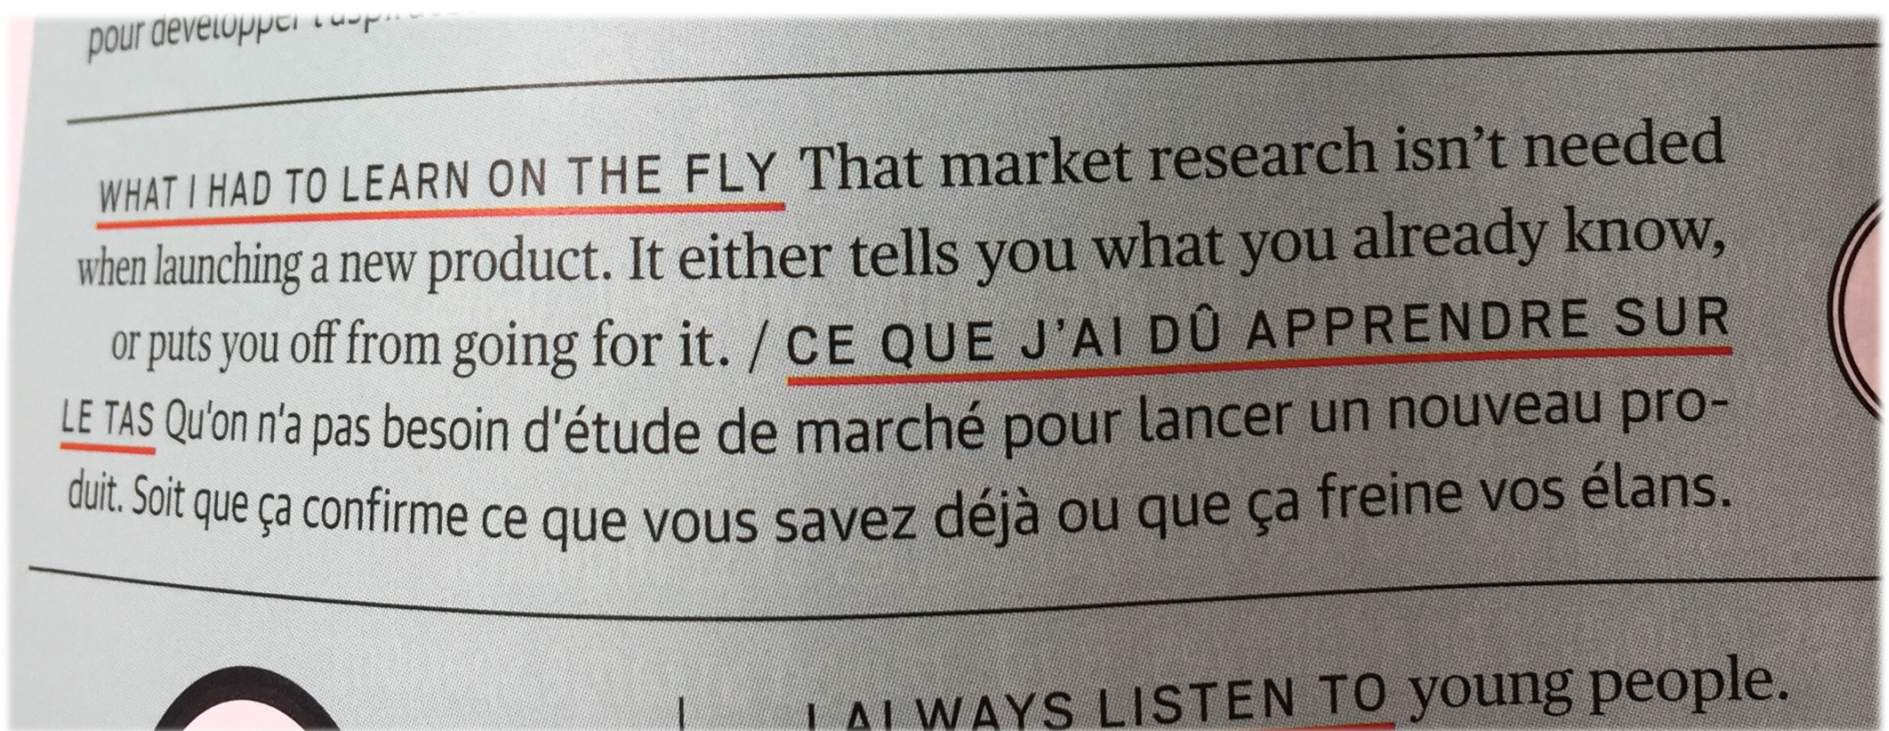 pour développer l'
WHAT I HAD TO LEARN ON THE FLY That market research isn't needed
when launching a new product. It either tells you what you already know,
or puts you off from going for it. / CE QUE J'AI DÛ APPRENDRE SUR
LE TAS Qu'on n'a pas besoin d'étude de marché pour lancer un nouveau pro-
duit. Soit que ça confirme ce que vous savez déjà ou que ça freine vos élans.
I ALWAYS LISTEN TO young people.